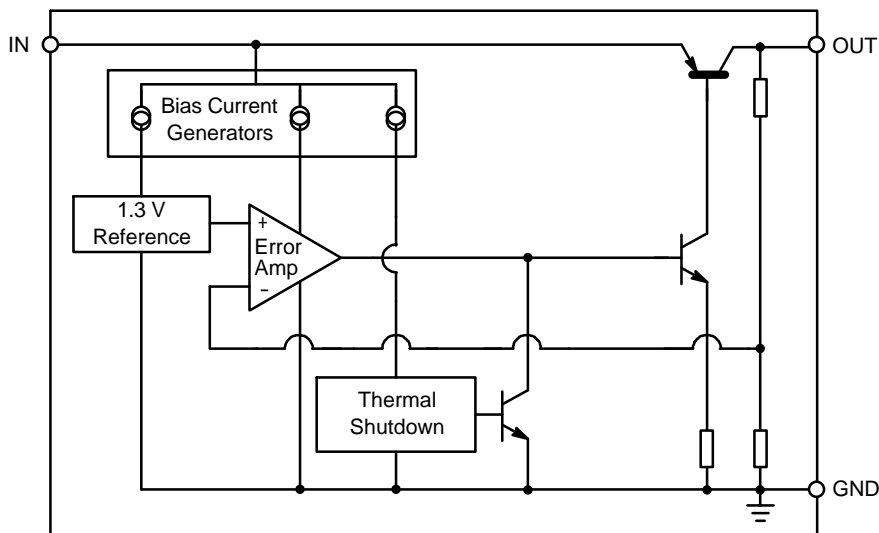 IN
OUT
Bias Current
Generators
1.3 V
Reference
+
Error
Amp
−
Thermal
Shutdown
GND